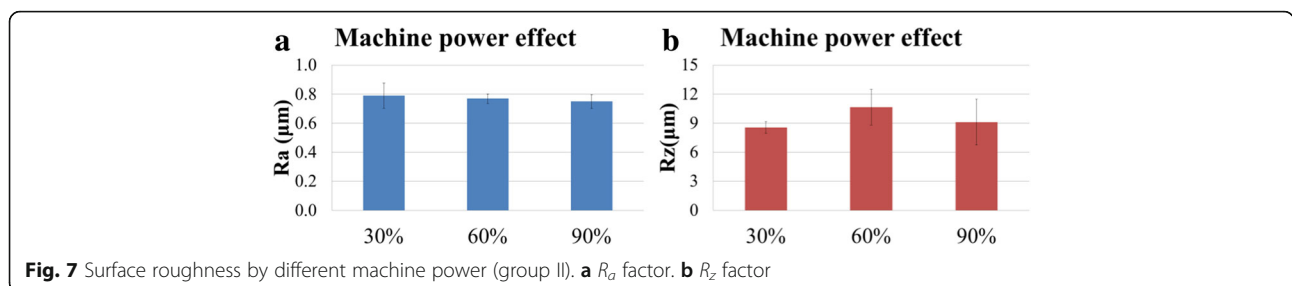 a Machine power effect
Ra (μm)
1.0
0.8
0.6
0.4
0.2
0.0
30% 60% 90%
b Machine power effect
Rz(μm)
15
12
9
6
3
0
30% 60% 90%
Fig. 7 Surface roughness by different machine power (group II). a Ra factor. b Rz factor